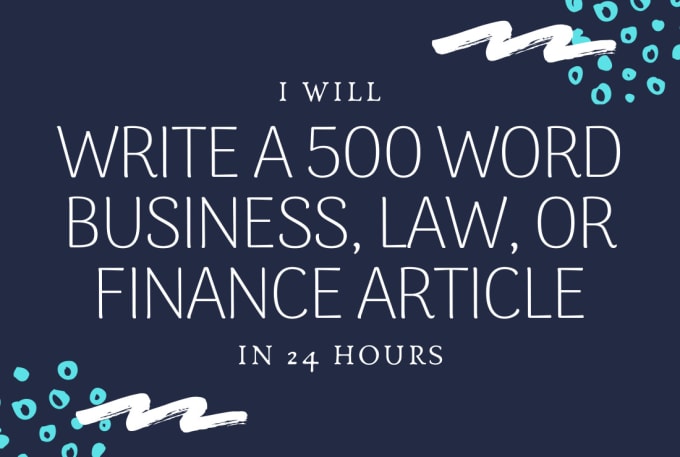 I WILL
WRITE A 500 WORD
BUSINESS, LAW, OR
FINANCE ARTICLE
IN 24 HOURS